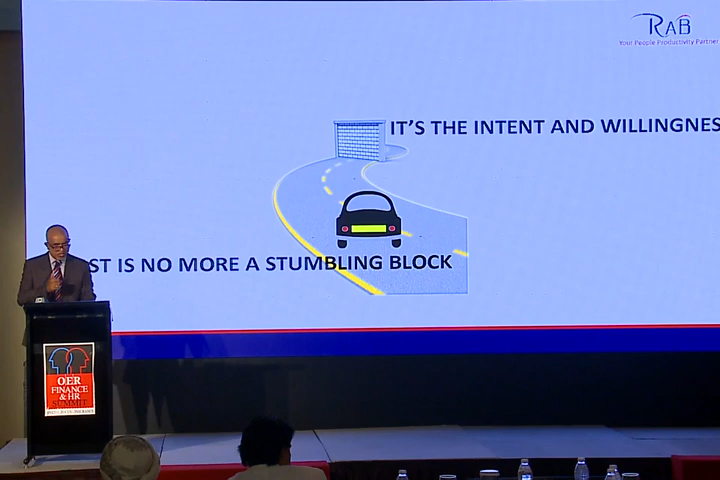 RAB
Your People Productivity Partner
IT'S THE INTENT AND WILLINGNES
ST IS NO MORE A STUMBLING BLOCK
OER
FINANCE
& HR
SUMMIT